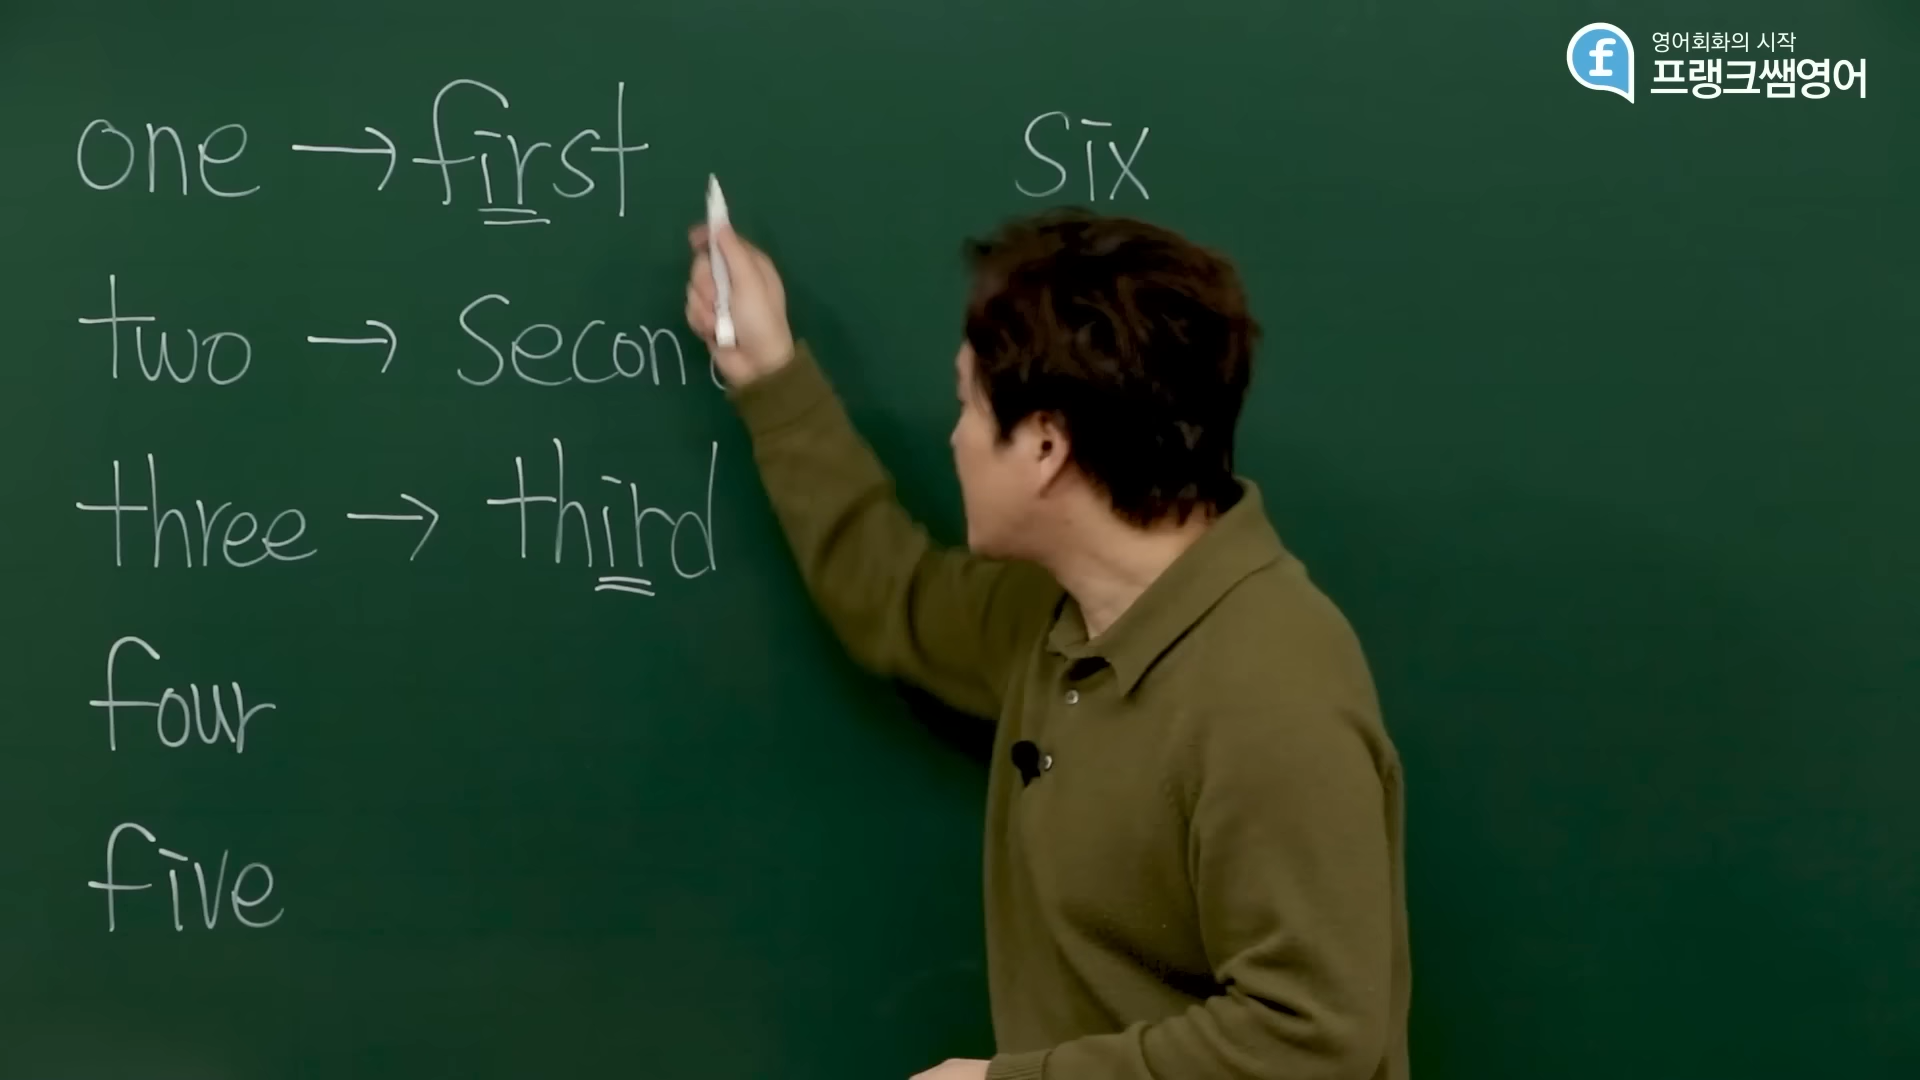 영어회화의 시작
프랭크쌤영어
one → first
two → secon
three → third
four
five
six